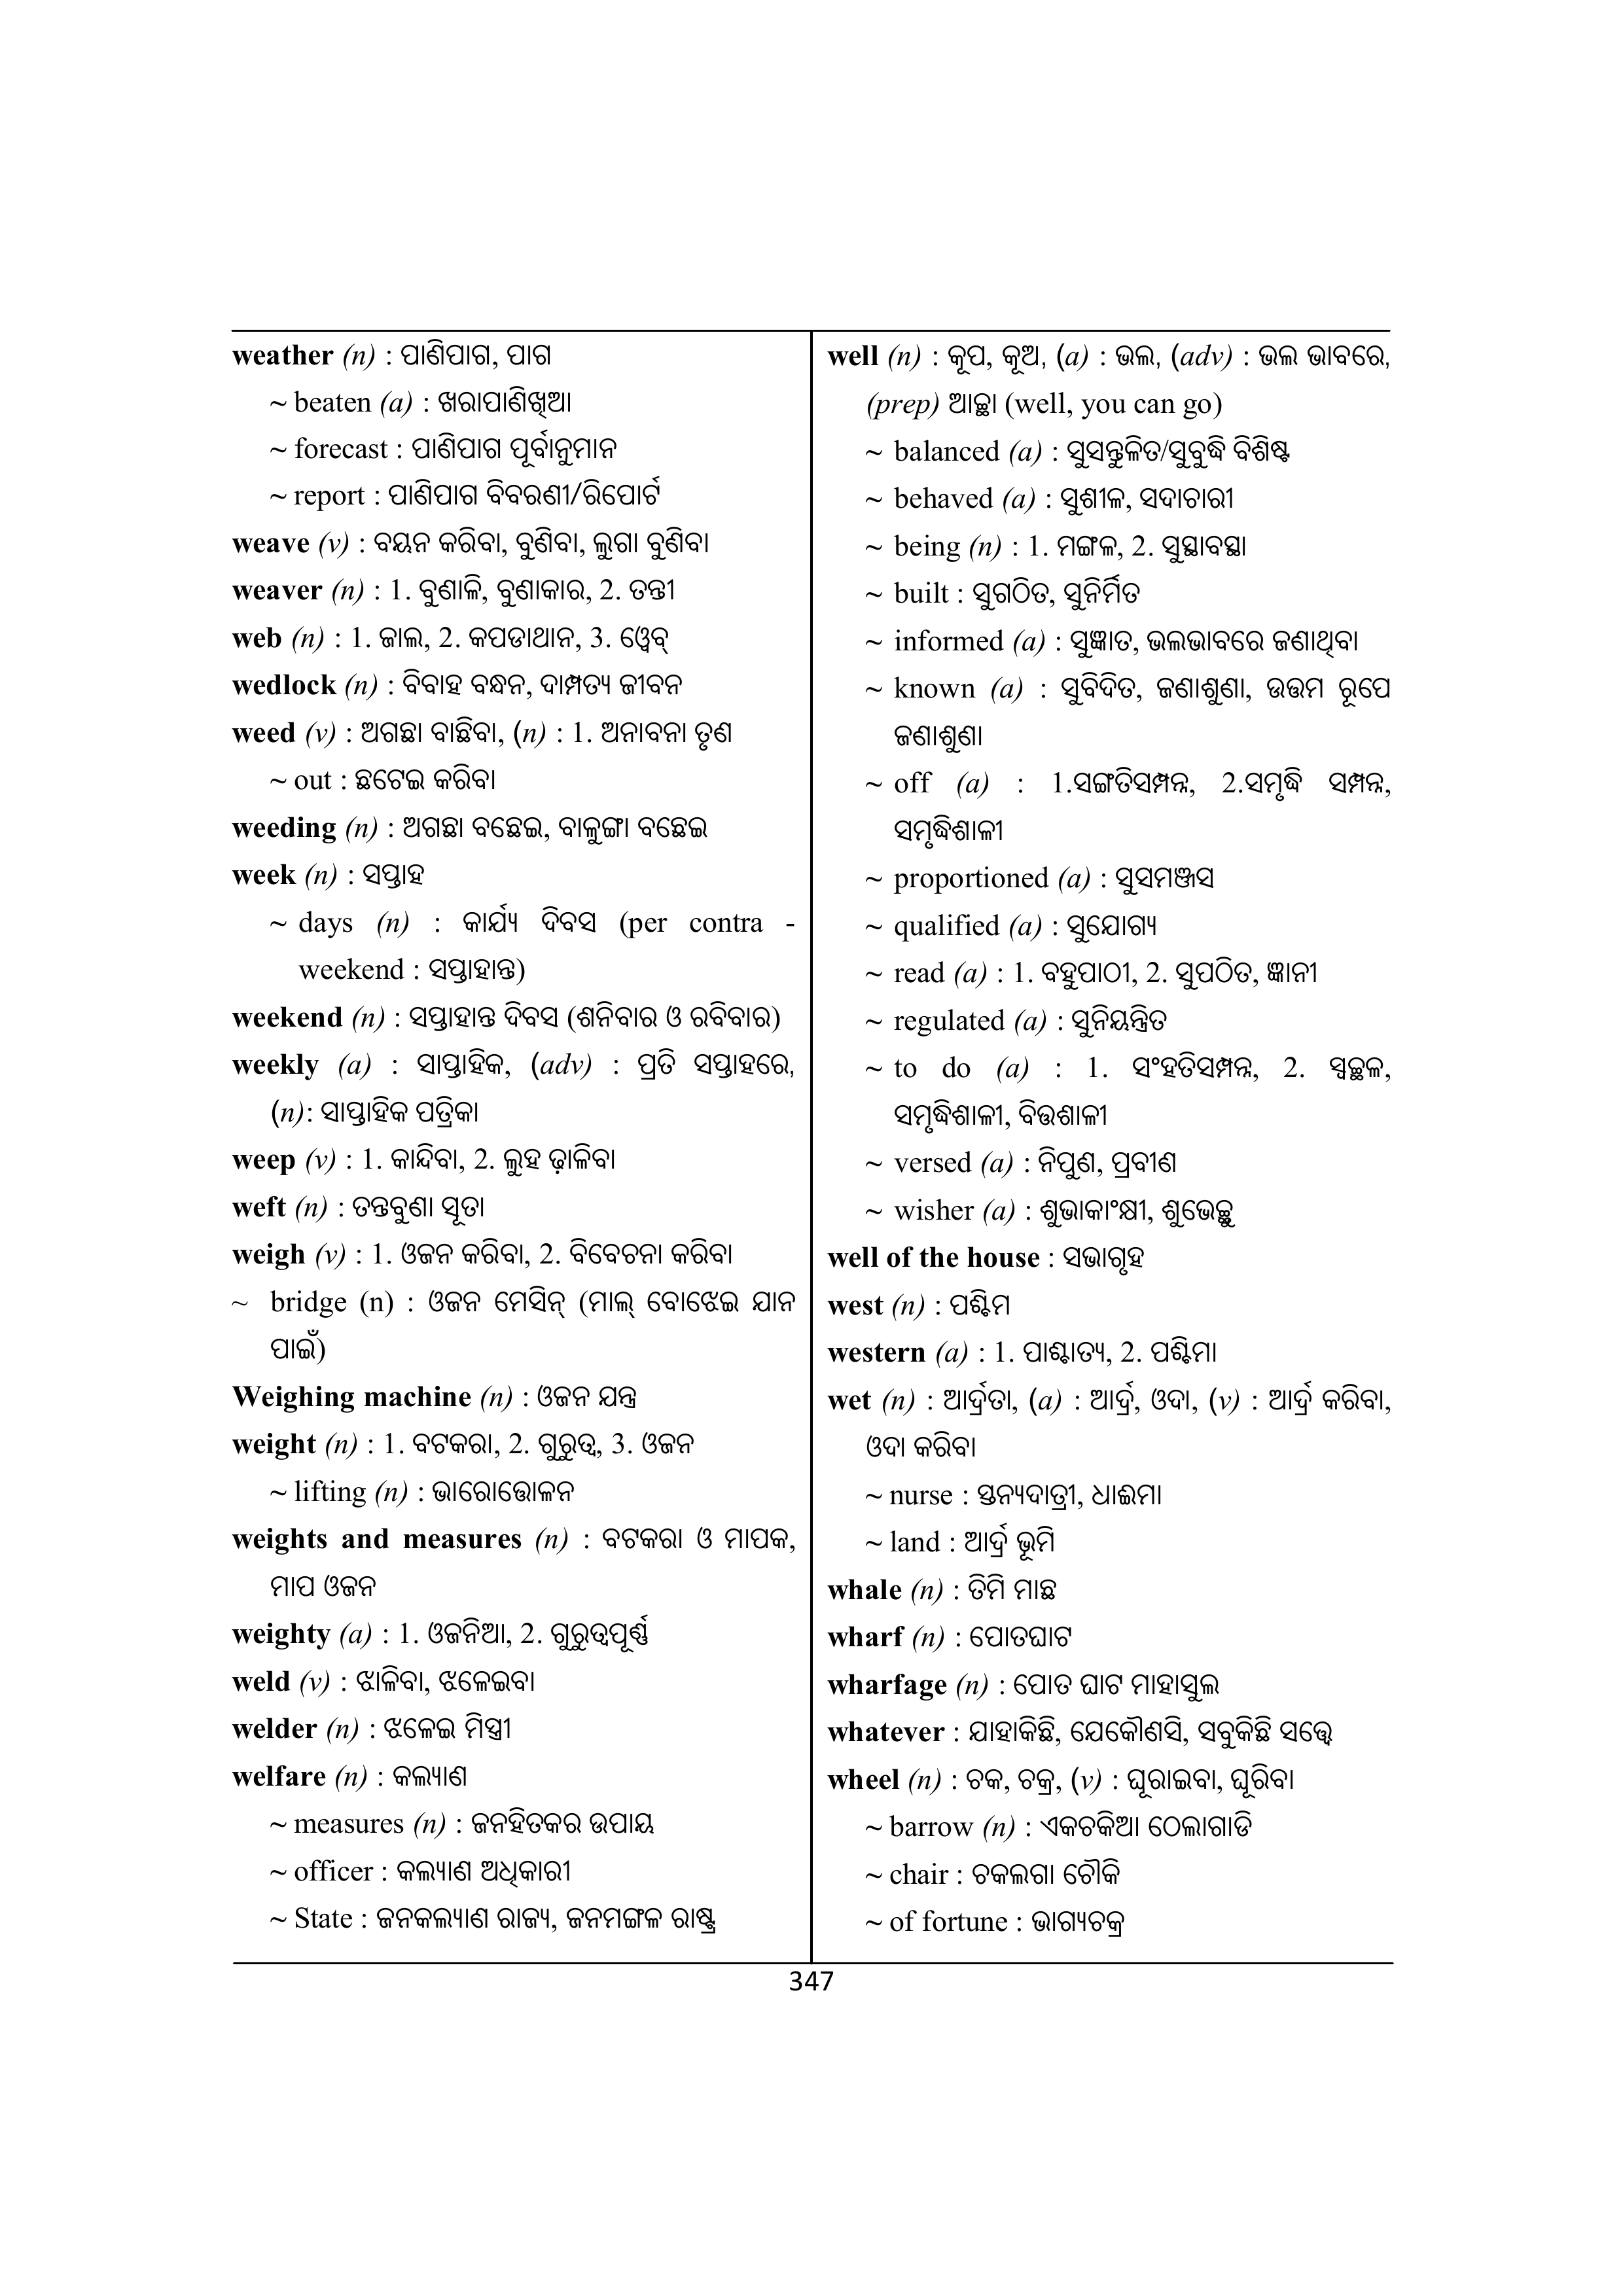 weather (n) : ପାଣିପାଗ, ପାଗ
~ beaten (a) : ଖରାପାଣିଖିଆ
~ forecast : ପାଣିପାଗ ପୂର୍ବାନୁମାନ
~ report : ପାଣିପାଗ ବିବରଣୀ/ରିପୋର୍ଟ
weave (v) : ବୟନ କରିବା, ବୁଣିବା, ଲୁଗା ବୁଣିବା
weaver (n) : 1. ବୁଣାଳି, ବୁଣାକାର, 2. ତନ୍ତୀ
web (n) : 1. ଜାଲ, 2. କପଡାଥାନ, 3. ୱେବ୍
wedlock (n) : ବିବାହ ବନ୍ଧନ, ଦାମ୍ପତ୍ୟ ଜୀବନ
weed (v) : ଅଗଛା ବାଛିବା, (n) : 1. ଅନାବନା ତୃଣ
~ out : ଛଟେଇ କରିବା
weeding (n) : ଅଗଛା ବଛେଇ, ବାଳୁଙ୍ଗା ବଛେଇ
week (n) : ସପ୍ତାହ
~ days (n) : କାର୍ଯ୍ୟ ଦିବସ (per contra -
weekend : ସପ୍ତାହାନ୍ତ)
weekend (n) : ସପ୍ତାହାନ୍ତ ଦିବସ (ଶନିବାର ଓ ରବିବାର)
weekly (a) : ସାପ୍ତାହିକ, (adv) : ପ୍ରତି ସପ୍ତାହରେ,
(n): ସାପ୍ତାହିକ ପତ୍ରିକା
weep (v) : 1. କାନ୍ଦିବା, 2. ଲୁହ ଢ଼ାଳିବା
weft (n) : ତନ୍ତବୁଣା ସୂତା
weigh (v) : 1. ଓଜନ କରିବା, 2. ବିବେଚନା କରିବା
~ bridge (n) : ଓଜନ ମେସିନ୍ (ମାଲ୍ ବୋଝେଇ ଯାନ
ପାଇଁ)
Weighing machine (n) : ଓଜନ ଯନ୍ତ୍ର
weight (n) : 1. ବଟକରା, 2. ଗୁରୁତ୍ୱ, 3. ଓଜନ
~ lifting (n) : ଭାରୋତ୍ତୋଳନ
weights and measures (n) : ବଟକରା ଓ ମାପକ,
ମାପ ଓଜନ
weighty (a) : 1. ଓଜନିଆ, 2. ଗୁରୁତ୍ୱପୂର୍ଣ୍ଣ
weld (v) : ଝାଳିବା, ଝଳେଇବା
welder (n) : ଝଳେଇ ମିସ୍ତ୍ରୀ
welfare (n) : କଲ୍ୟାଣ
~ measures (n) : ଜନହିତକର ଉପାୟ
~ officer : କଲ୍ୟାଣ ଅଧିକାରୀ
~ State : ଜନକଲ୍ୟାଣ ରାଜ୍ୟ, ଜନମଙ୍ଗଳ ରାଷ୍ଟ୍ର
well (n) : କୂପ, କୂଅ, (a) : ଭଲ, (adv) : ଭଲ ଭାବରେ,
(prep) ଆଚ୍ଛା (well, you can go)
~ balanced (a) : ସୁସନ୍ତୁଳିତ/ସୁବୁଦ୍ଧି ବିଶିଷ୍ଟ
~ behaved (a) : ସୁଶୀଳ, ସଦାଚାରୀ
~ being (n) : 1. ମଙ୍ଗଳ, 2. ସୁସ୍ଥାବସ୍ଥା
~ built : ସୁଗଠିତ, ସୁନିର୍ମିତ
~ informed (a) : ସୁଜ୍ଞାତ, ଭଲଭାବରେ ଜଣାଥିବା
~ known (a) : ସୁବିଦିତ, ଜଣାଶୁଣା, ଉତ୍ତମ ରୂପେ
ଜଣାଶୁଣା
~ off (a) : 1.ସଙ୍ଗତିସମ୍ପନ୍ନ, 2.ସମୃଦ୍ଧି ସମ୍ପନ୍ନ,
ସମୃଦ୍ଧିଶାଳୀ
~ proportioned (a) : ସୁସମଞ୍ଜସ
~ qualified (a) : ସୁଯୋଗ୍ୟ
~ read (a) : 1. ବହୁପାଠୀ, 2. ସୁପଠିତ, ଜ୍ଞାନୀ
~ regulated (a) : ସୁନିୟନ୍ତ୍ରିତ
~ to do (a) : 1. ସଂହତିସମ୍ପନ୍ନ, 2. ସ୍ୱଚ୍ଛଳ,
ସମୃଦ୍ଧିଶାଳୀ, ବିତ୍ତଶାଳୀ
~ versed (a) : ନିପୁଣ, ପ୍ରବୀଣ
~ wisher (a) : ଶୁଭାକାଂକ୍ଷୀ, ଶୁଭେଚ୍ଛୁ
well of the house : ସଭାଗୃହ
west (n) : ପଶ୍ଚିମ
western (a) : 1. ପାଶ୍ଚାତ୍ୟ, 2. ପଶ୍ଚିମା
wet (n) : ଆର୍ଦ୍ରତା, (a) : ଆର୍ଦ୍ର, ଓଦା, (v) : ଆର୍ଦ୍ର କରିବା,
ଓଦା କରିବା
~ nurse : ସ୍ତନ୍ୟଦାତ୍ରୀ, ଧାଈମା
~ land : ଆର୍ଦ୍ର ଭୂମି
whale (n) : ତିମି ମାଛ
wharf (n) : ପୋତଘାଟ
wharfage (n) : ପୋତ ଘାଟ ମାହାସୁଲ
whatever : ଯାହାକିଛି, ଯେକୌଣସି, ସବୁକିଛି ସତ୍ତ୍ୱେ
wheel (n) : ଚକ, ଚକ୍ର, (v) : ଘୂରାଇବା, ଘୂରିବା
~ barrow (n) : ଏକଚକିଆ ଠେଲାଗାଡି
~ chair : ଚକଲଗା ଚୌକି
~ of fortune : ଭାଗ୍ୟଚକ୍ର
347